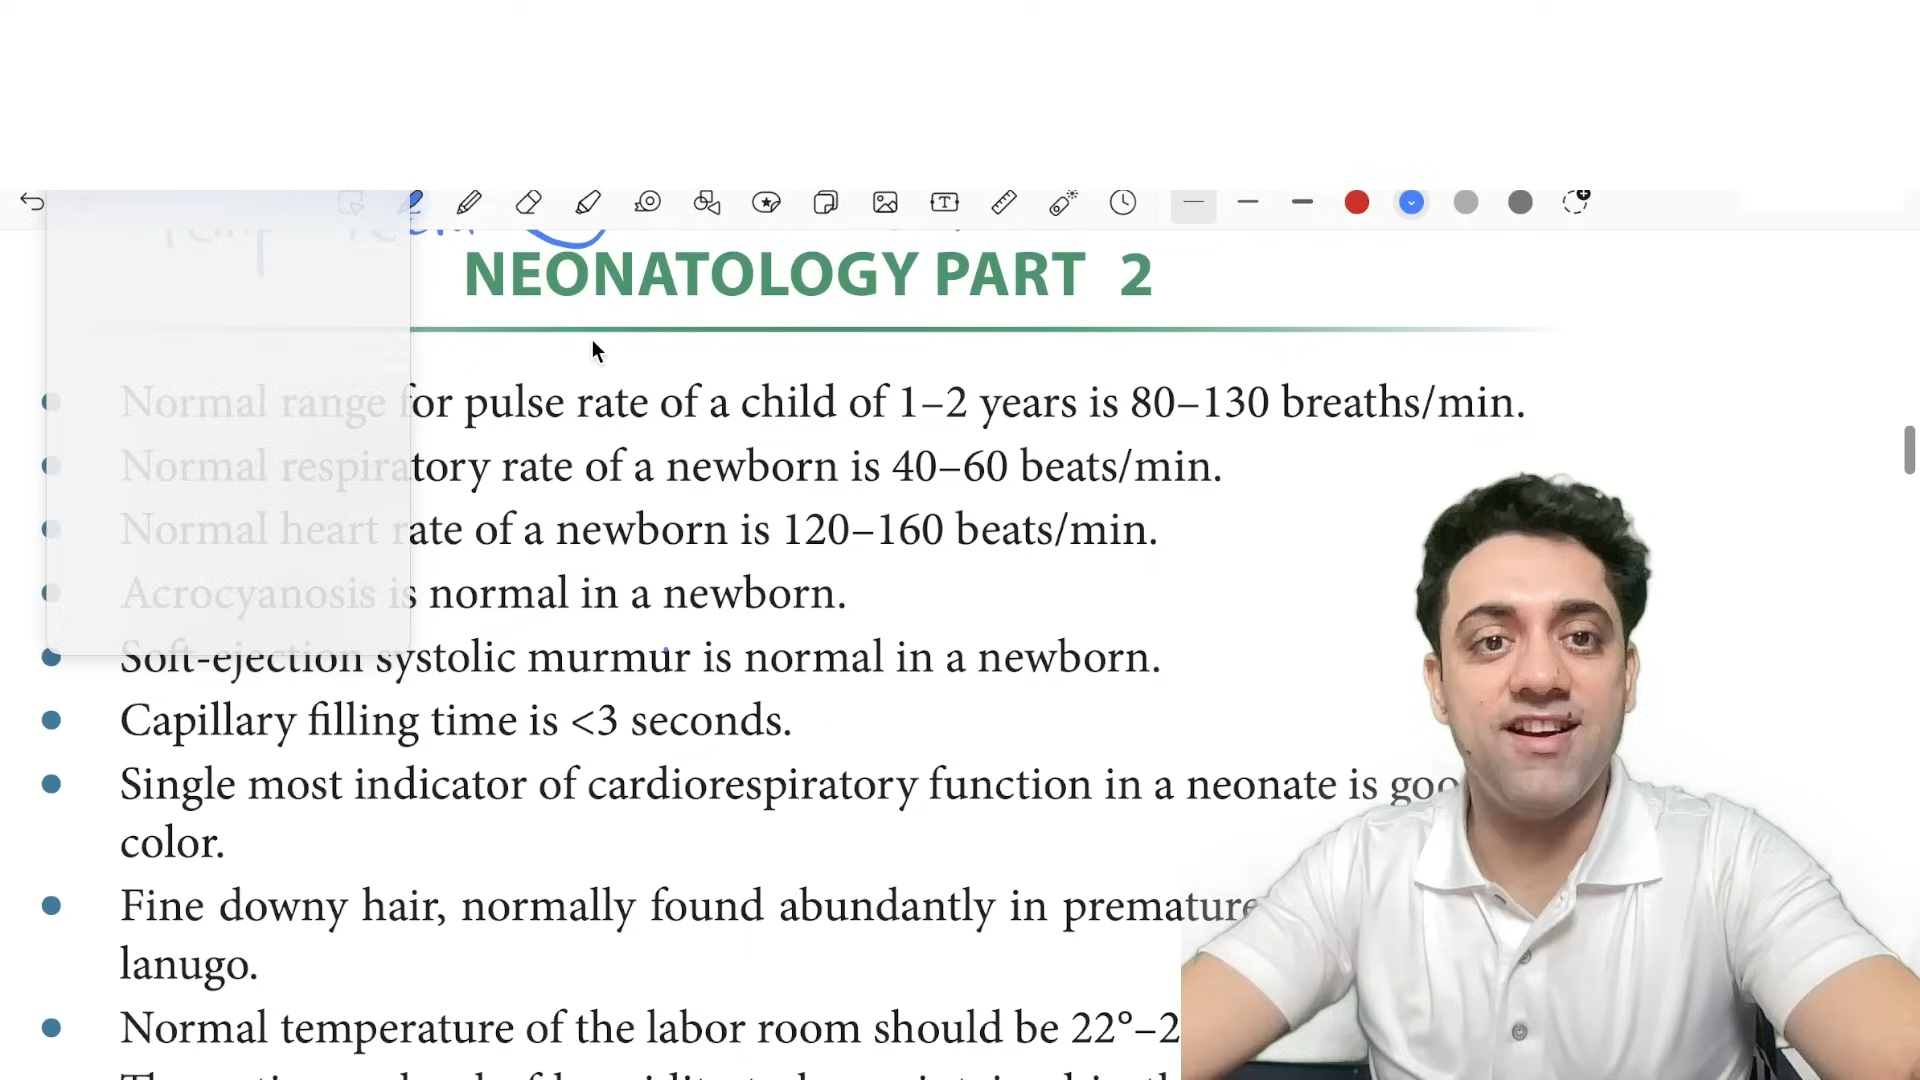 NEONATOLOGY PART 2
Normal range for pulse rate of a child of 1–2 years is 80–130 breaths/min.
Normal respiratory rate of a newborn is 40–60 beats/min.
Normal heart rate of a newborn is 120–160 beats/min.
Acrocyanosis is normal in a newborn.
Soft-ejection systolic murmur is normal in a newborn.
Capillary filling time is <3 seconds.
Single most indicator of cardiorespiratory function in a neonate is
color.
Fine downy hair, normally found abundantly in premature
lanugo.
Normal temperature of the labor room should be 22°–2